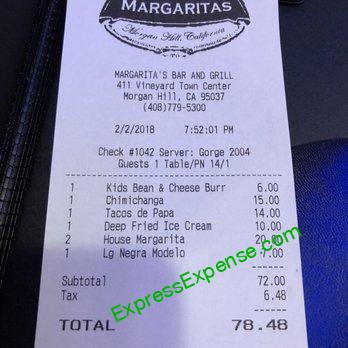 MARGARITAS
Morgan Hill, California
MARGARITA'S BAR AND GRILL
411 Vineyard Town Center
Morgan Hill, CA 95037
(408)779-5300
2/2/2018 7:52:01 PM
Check #1042 Server: Gorge 2004
Guests 1 Table/PN 14/1
1 Kids Bean & Cheese Burr 6.00
1 Chimichanga 15.00
1 Tacos de Papa 14.00
1 Deep Fried Ice Cream 10.00
2 House Margarita 20.00
1 Lg Negra Modelo 7.00
Subtotal 72.00
Tax 6.48
TOTAL 78.48
ExpressExpense.com